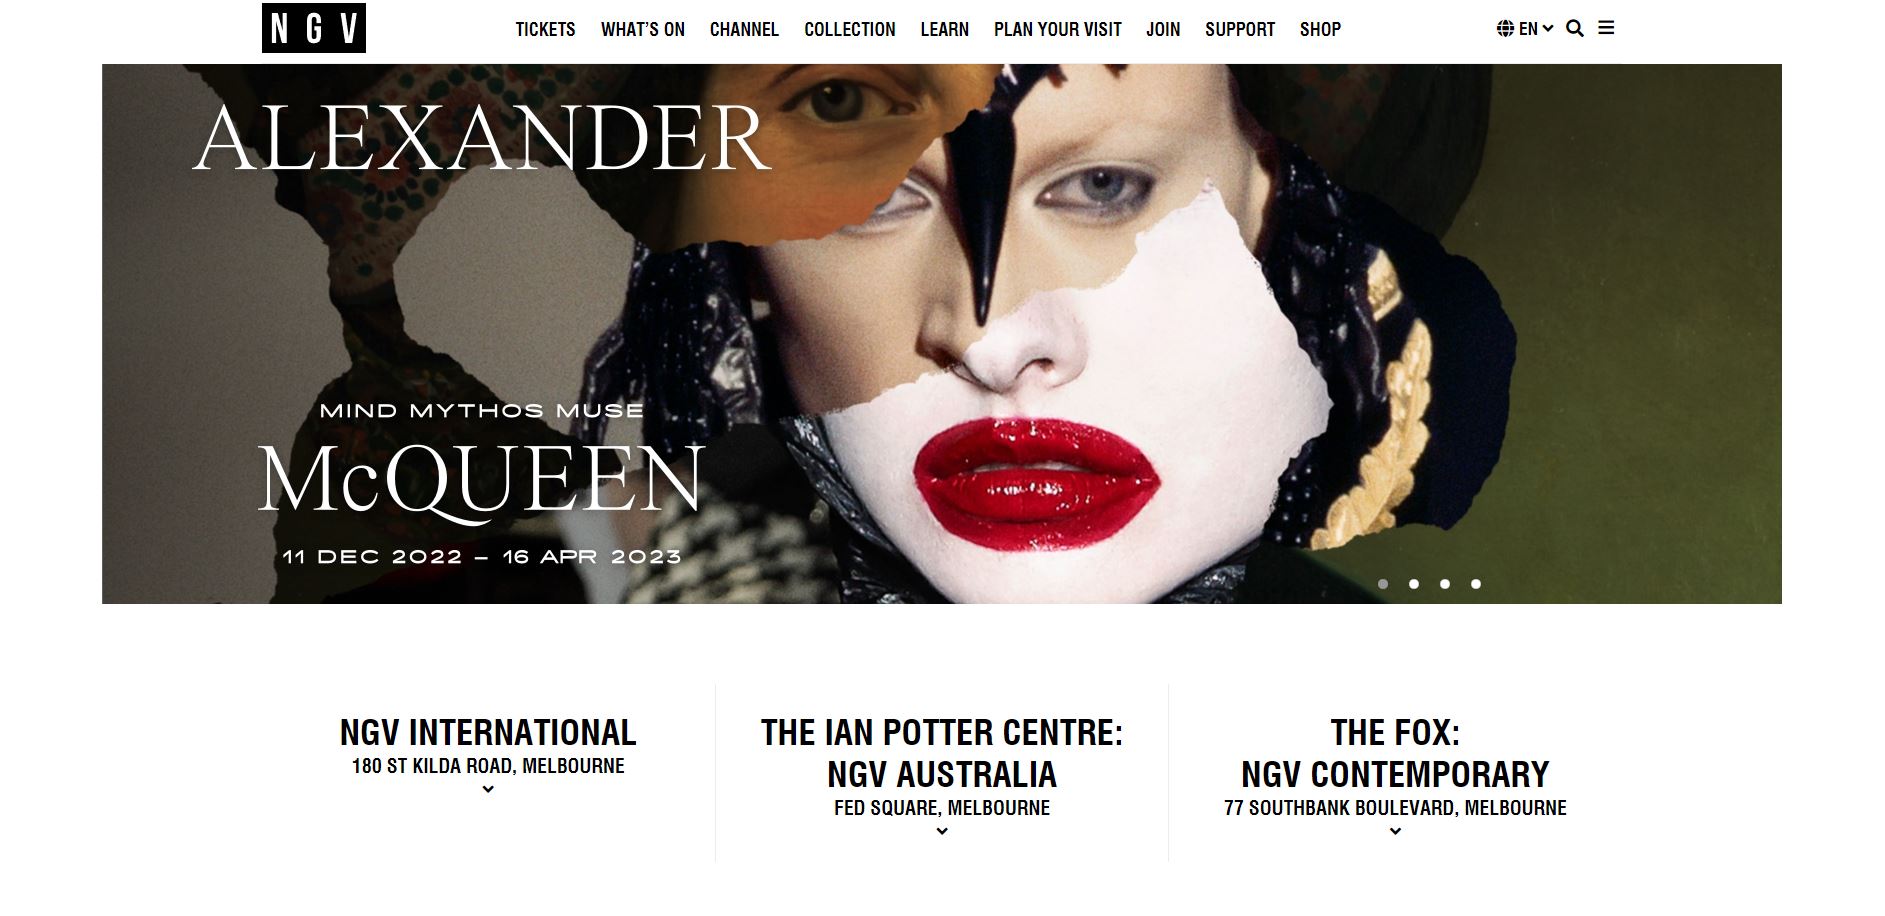 NGV
TICKETS WHAT'S ON CHANNEL COLLECTION LEARN PLAN YOUR VISIT JOIN SUPPORT SHOP
EN
ALEXANDER
MIND MYTHOS MUSE
McQUEEN
11 DEC 2022 – 16 APR 2023
NGV INTERNATIONAL
180 ST KILDA ROAD, MELBOURNE
THE IAN POTTER CENTRE:
NGV AUSTRALIA
FED SQUARE, MELBOURNE
THE FOX:
NGV CONTEMPORARY
77 SOUTHBANK BOULEVARD, MELBOURNE